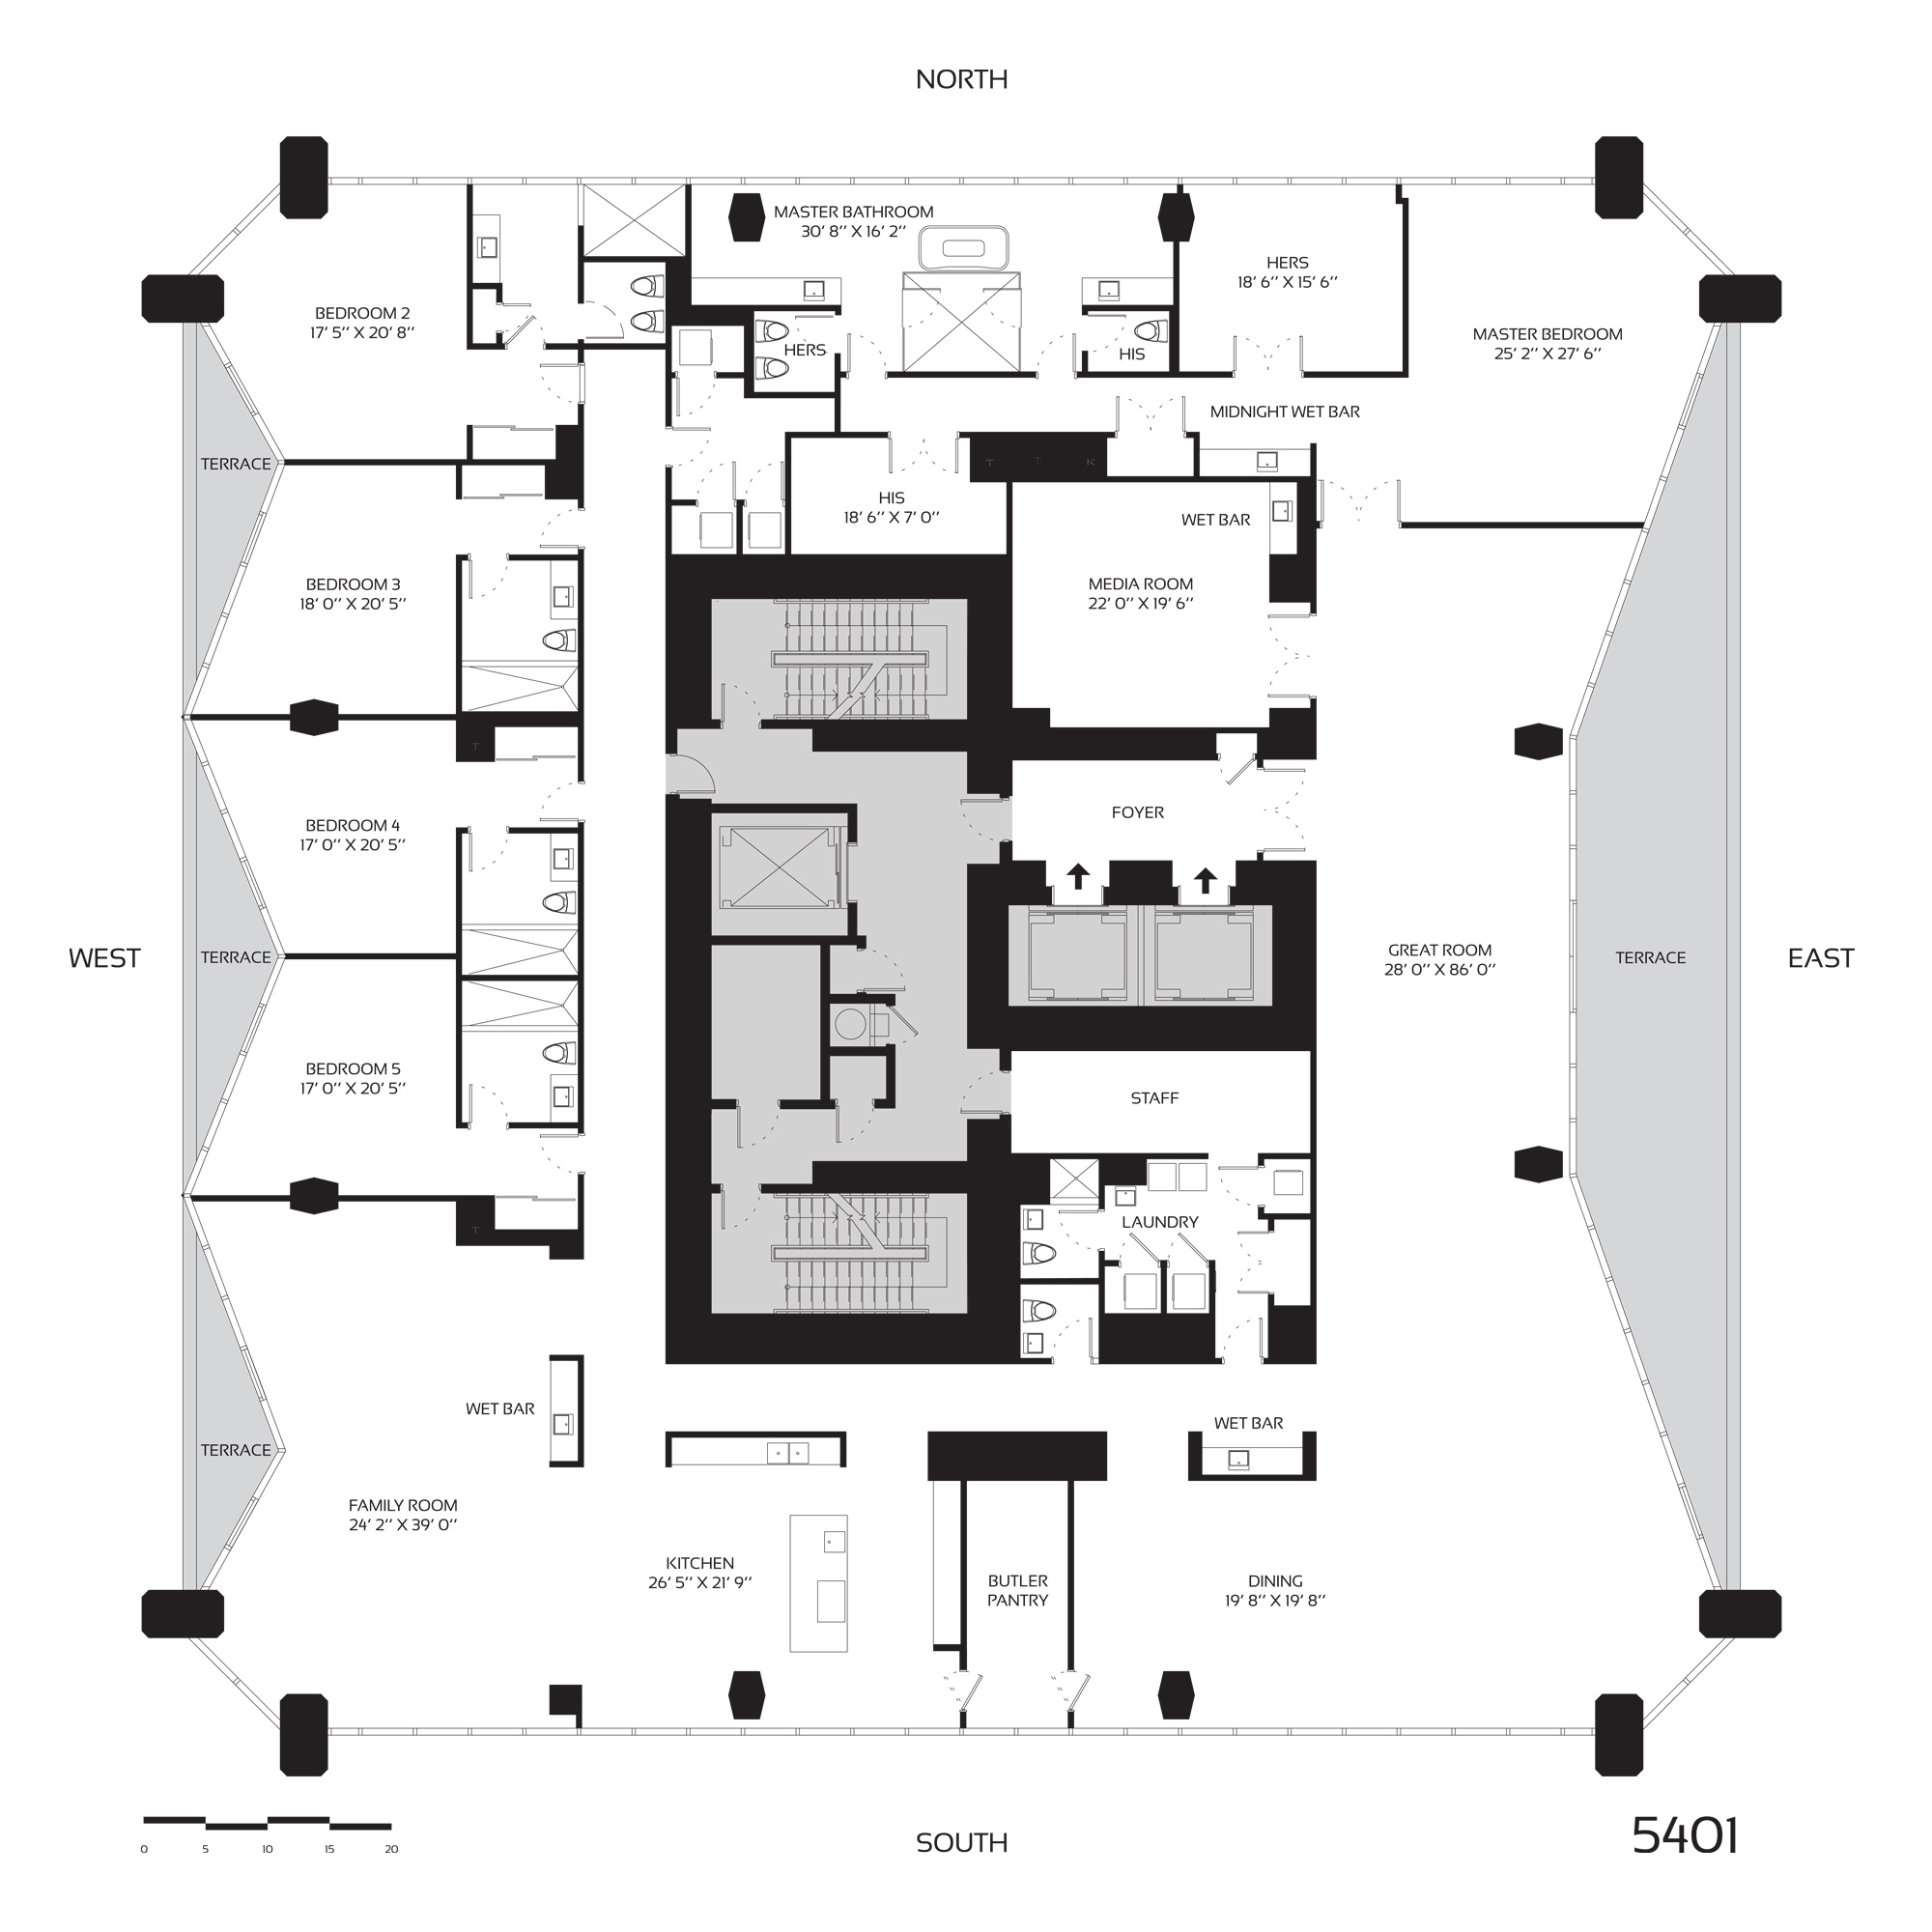 NORTH
MASTER BATHROOM
30' 8'' X 16' 2''
HERS
18' 6'' X 15' 6''
BEDROOM 2
17' 5'' X 20' 8''
MASTER BEDROOM
25' 2'' X 27' 6''
HERS
HIS
MIDNIGHT WET BAR
TERRACE
T T K
HIS
18' 6'' X 7' 0''
WET BAR
BEDROOM 3
18' 0'' X 20' 5''
MEDIA ROOM
22' 0'' X 19' 6''
T
BEDROOM 4
17' 0'' X 20' 5''
FOYER
WEST
TERRACE
GREAT ROOM
28' 0'' X 86' 0''
TERRACE
EAST
BEDROOM 5
17' 0'' X 20' 5''
STAFF
LAUNDRY
T
WET BAR
WET BAR
TERRACE
FAMILY ROOM
24' 2'' X 39' 0''
KITCHEN
26' 5'' X 21' 9''
BUTLER
PANTRY
DINING
19' 8'' X 19' 8''
0 5 10 15 20
SOUTH
5401